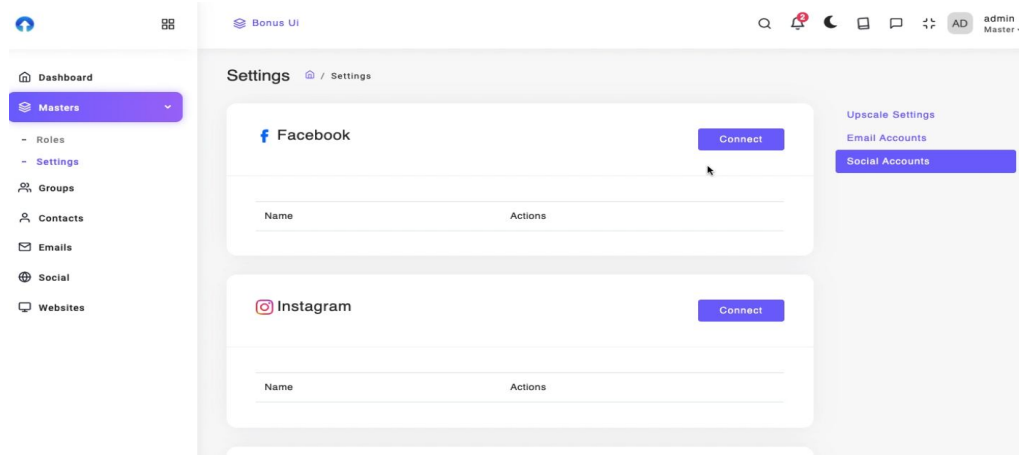 Bonus Ui
2
AD
admin
Master
Dashboard
Masters
- Roles
- Settings
Groups
Contacts
Emails
Social
Websites
Settings / Settings
Facebook
Connect
Name Actions
Instagram
Connect
Name Actions
Upscale Settings
Email Accounts
Social Accounts